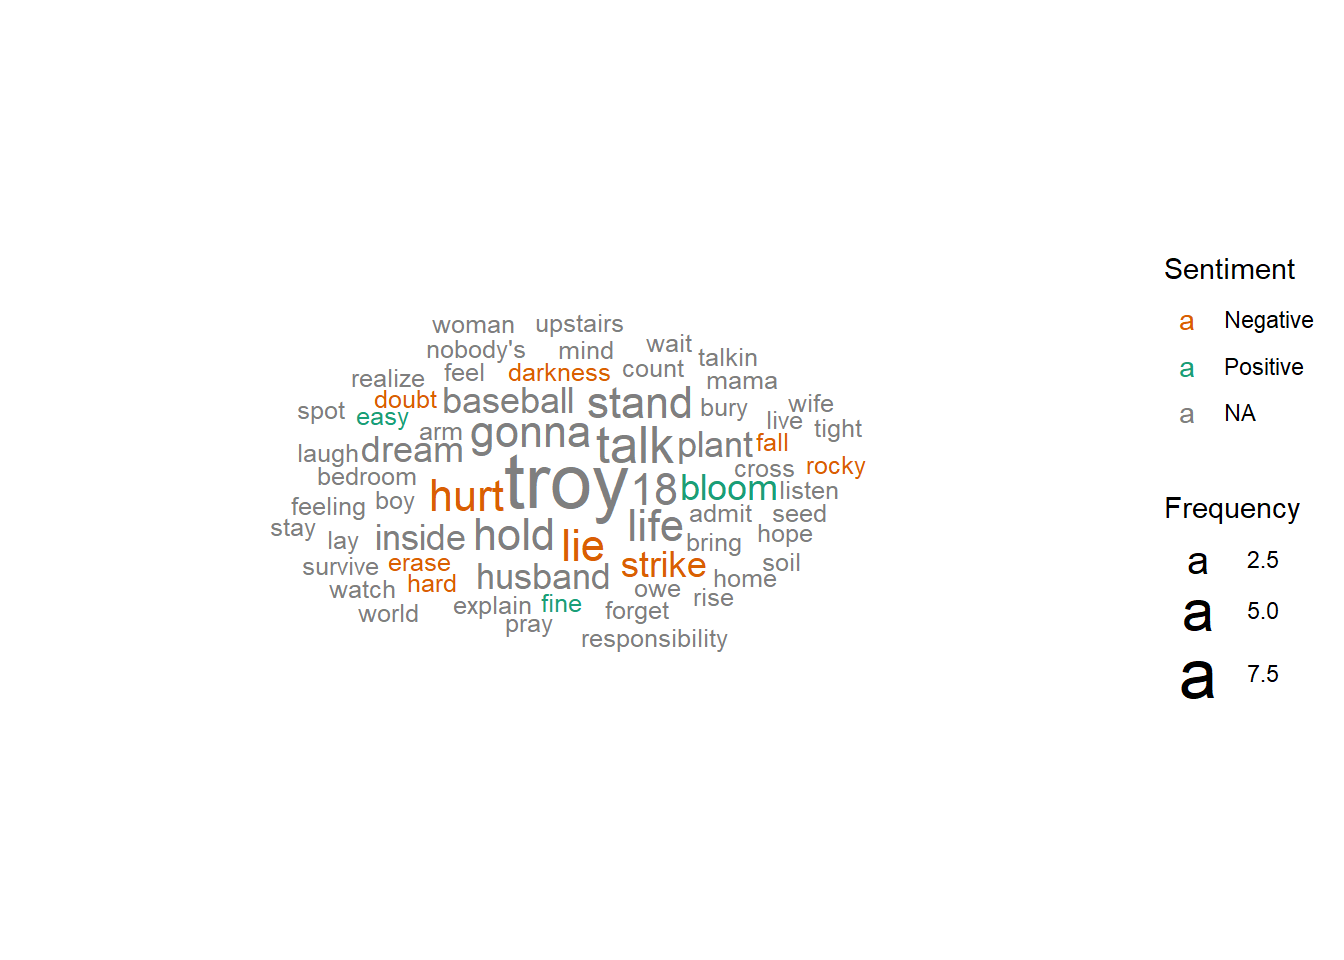 woman upstairs
nobody's mind wait talkin
realize feel darkness count mama
spot doubt baseball stand bury wife
easy arm gonna talk plant fall live tight
laugh dream cross rocky
bedroom troy 18 bloom listen
feeling boy hurt life admit seed
stay lay inside hold lie bring hope
survive erase strike soil
watch hard husband owe home
world explain fine forget rise
pray responsibility
Sentiment
a Negative
a Positive
a NA
Frequency
a 2.5
a 5.0
a 7.5